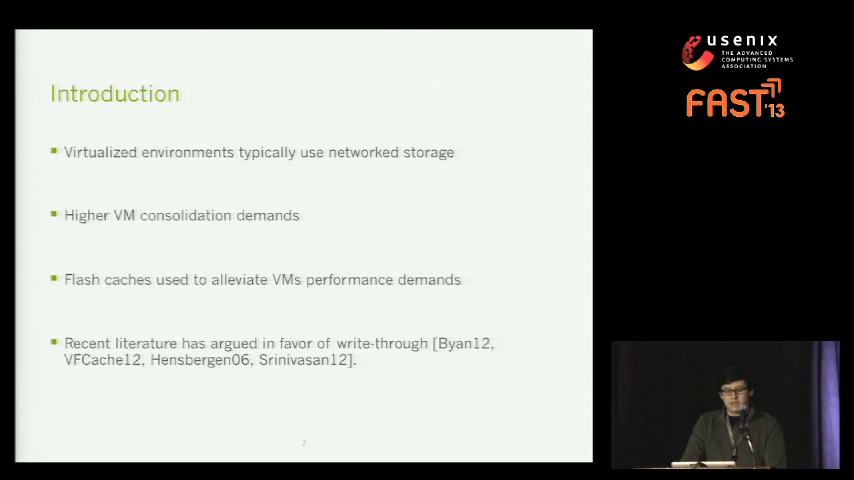 Introduction
Virtualized environments typically use networked storage
Higher VM consolidation demands
Flash caches used to alleviate VMs performance demands
Recent literature has argued in favor of write-through [Byan12,
VFCache12, Hensbergen06, Srinivasan12].
2
usenix
THE ADVANCED
COMPUTING SYSTEMS
ASSOCIATION
FAST'13